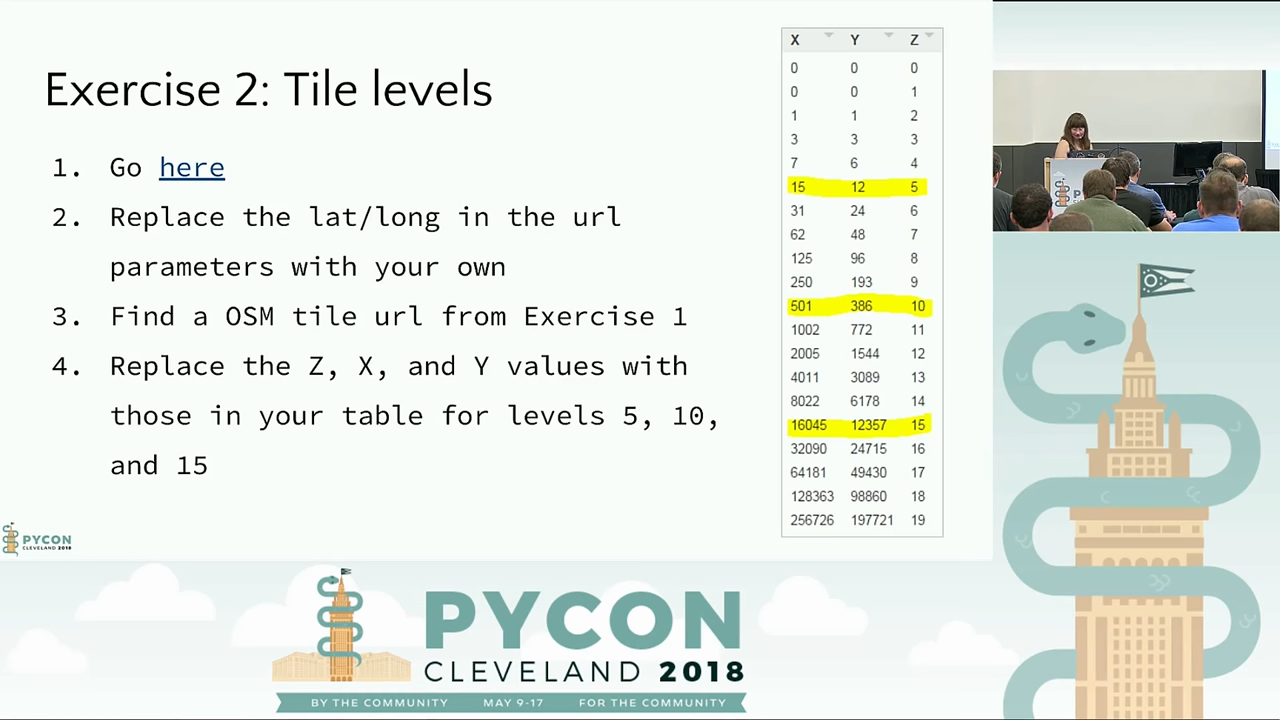 Exercise 2: Tile levels
1. Go here
2. Replace the lat/long in the url
parameters with your own
3. Find a OSM tile url from Exercise 1
4. Replace the Z, X, and Y values with
those in your table for levels 5, 10,
and 15
X Y Z
0 0 0
0 0 1
1 1 2
3 3 3
7 6 4
15 12 5
31 24 6
62 48 7
125 96 8
250 193 9
501 386 10
1002 772 11
2005 1544 12
4011 3089 13
8022 6178 14
16045 12357 15
32090 24715 16
64181 49430 17
128363 98860 18
256726 197721 19
PYCON
CLEVELAND 2018
PYCON
CLEVELAND 2018
BY THE COMMUNITY MAY 9-17 FOR THE COMMUNITY